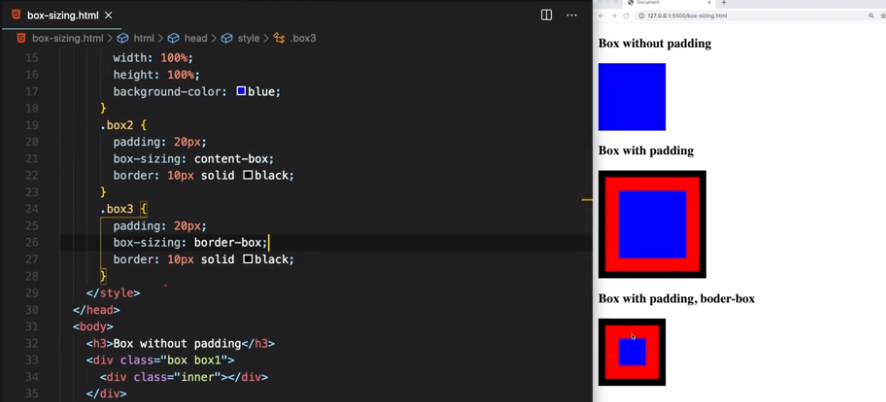 box-sizing.html
box-sizing.html > html > head > style > .box3
15 width: 100%;
16 height: 100%;
17 background-color: blue;
18 }
19 .box2 {
20 padding: 20px;
21 box-sizing: content-box;
22 border: 10px solid black;
23 }
24 .box3 {
25 padding: 20px;
26 box-sizing: border-box;
27 border: 10px solid black;
28 }
29 </style>
30 </head>
31 <body>
32 <h3>Box without padding</h3>
33 <div class="box box1">
34 <div class="inner"></div>
35 </div>
Document
127.0.0.1:5500/box-sizing.html
Box without padding
Box with padding
Box with padding, boder-box